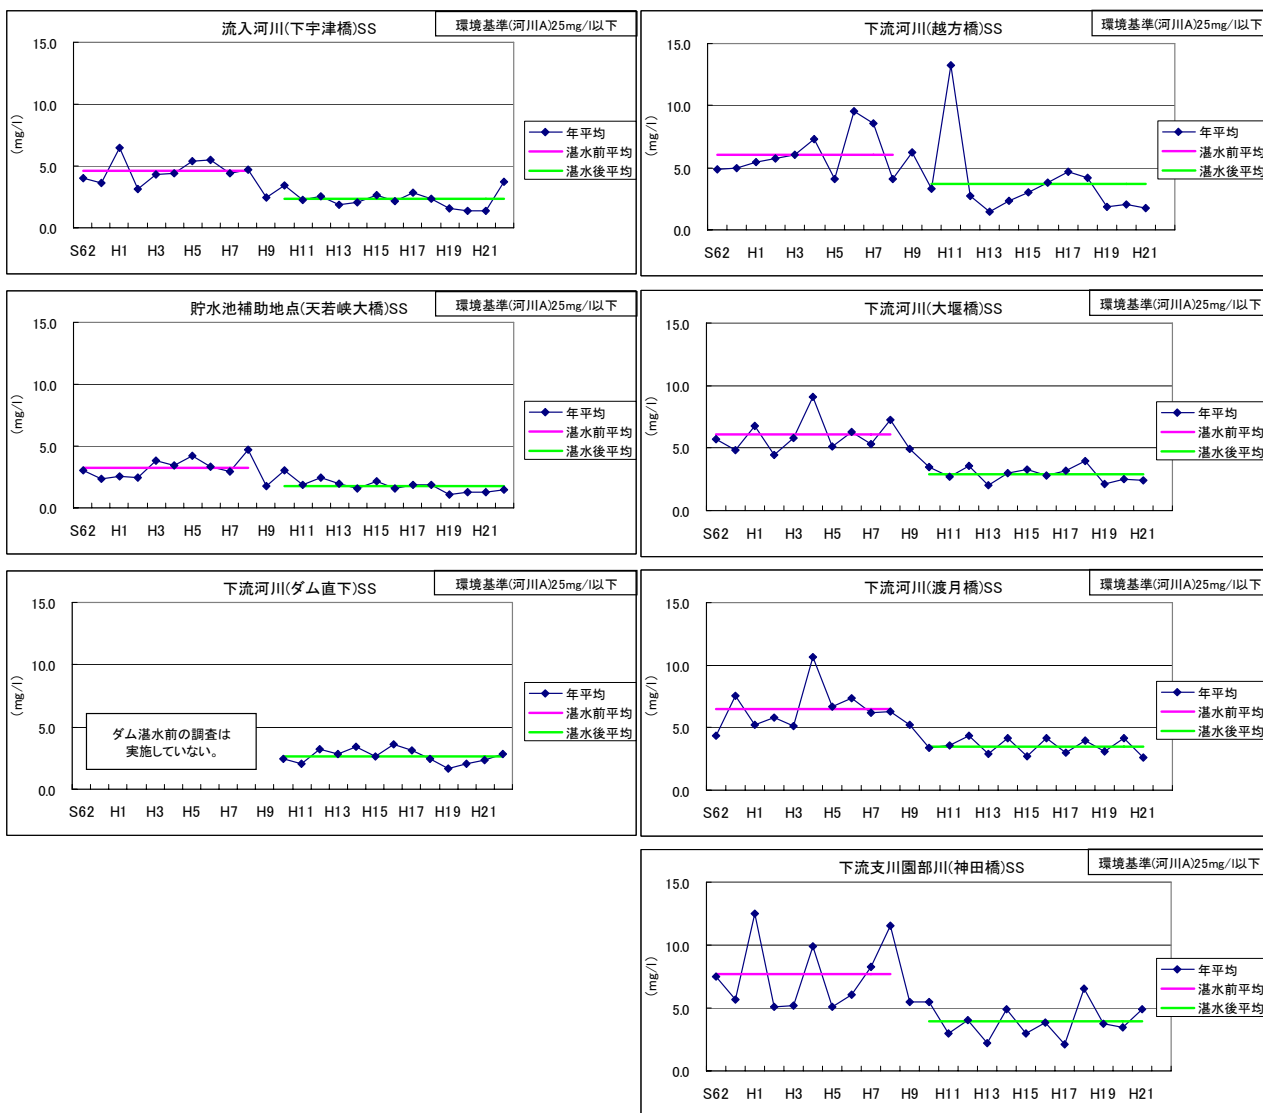 流入河川(下宇津橋)SS
環境基準(河川A)25mg/l以下
15.0
10.0
5.0
0.0
(mg/l)
S62 H1 H3 H5 H7 H9 H11 H13 H15 H17 H19 H21
年平均
湛水前平均
湛水後平均
下流河川(越方橋)SS
環境基準(河川A)25mg/l以下
15.0
10.0
5.0
0.0
(mg/l)
S62 H1 H3 H5 H7 H9 H11 H13 H15 H17 H19 H21
年平均
湛水前平均
湛水後平均
貯水池補助地点(天若峡大橋)SS
環境基準(河川A)25mg/l以下
15.0
10.0
5.0
0.0
(mg/l)
S62 H1 H3 H5 H7 H9 H11 H13 H15 H17 H19 H21
年平均
湛水前平均
湛水後平均
下流河川(大堰橋)SS
環境基準(河川A)25mg/l以下
15.0
10.0
5.0
0.0
(mg/l)
S62 H1 H3 H5 H7 H9 H11 H13 H15 H17 H19 H21
年平均
湛水前平均
湛水後平均
下流河川(ダム直下)SS
環境基準(河川A)25mg/l以下
15.0
10.0
5.0
0.0
(mg/l)
ダム湛水前の調査は
実施していない。
S62 H1 H3 H5 H7 H9 H11 H13 H15 H17 H19 H21
年平均
湛水前平均
湛水後平均
下流河川(渡月橋)SS
環境基準(河川A)25mg/l以下
15.0
10.0
5.0
0.0
(mg/l)
S62 H1 H3 H5 H7 H9 H11 H13 H15 H17 H19 H21
年平均
湛水前平均
湛水後平均
下流支川園部川(神田橋)SS
環境基準(河川A)25mg/l以下
15.0
10.0
5.0
0.0
(mg/l)
S62 H1 H3 H5 H7 H9 H11 H13 H15 H17 H19 H21
年平均
湛水前平均
湛水後平均